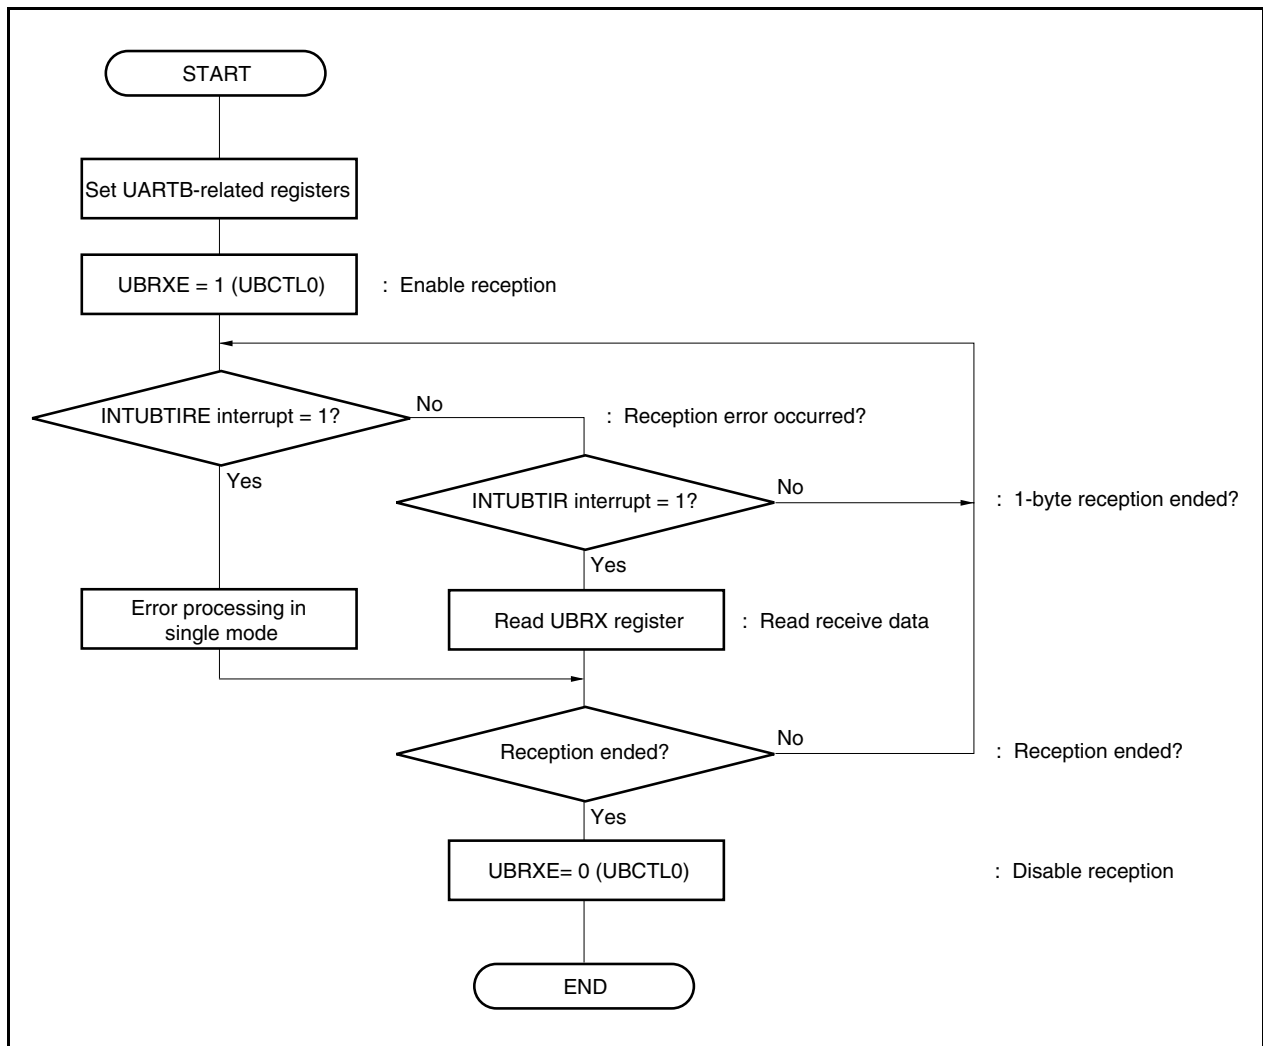 START
Set UARTB-related registers
UBRXE = 1 (UBCTL0)
: Enable reception
INTUBTIRE interrupt = 1?
No
: Reception error occurred?
Yes
INTUBTIR interrupt = 1?
No
: 1-byte reception ended?
Yes
Error processing in
single mode
Read UBRX register
: Read receive data
Reception ended?
No
: Reception ended?
Yes
UBRXE= 0 (UBCTL0)
: Disable reception
END